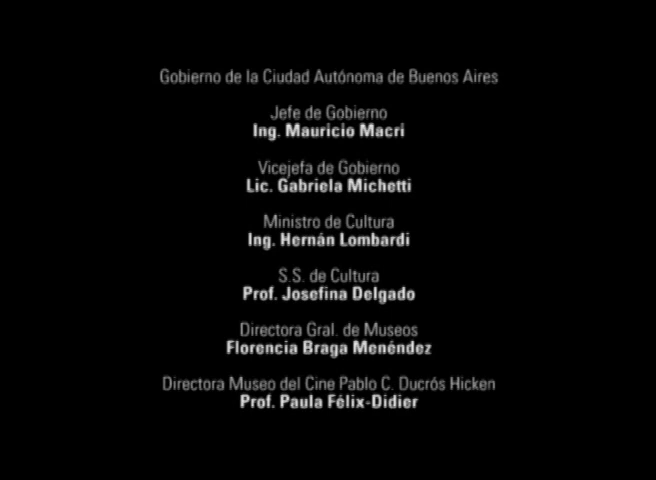 Gobierno de la Ciudad Autónoma de Buenos Aires
Jefe de Gobierno
Ing. Mauricio Macri
Vicejefa de Gobierno
Lic. Gabriela Michetti
Ministro de Cultura
Ing. Hernán Lombardi
S.S. de Cultura
Prof. Josefina Delgado
Directora Gral. de Museos
Florencia Braga Menéndez
Directora Museo del Cine Pablo C. Ducrós Hicken
Prof. Paula Félix-Didier